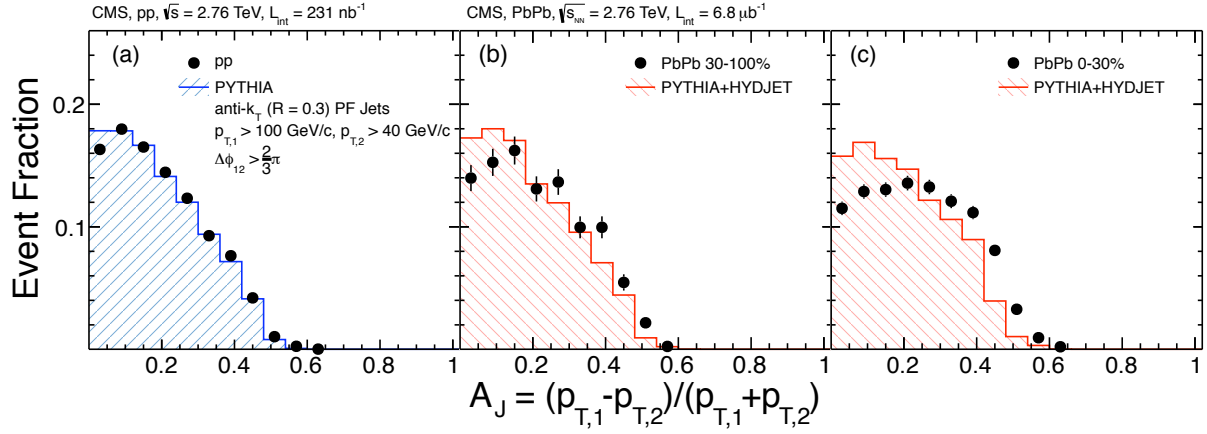 CMS, pp, √s = 2.76 TeV, L_int = 231 nb⁻¹
CMS, PbPb, √s_NN = 2.76 TeV, L_int = 6.8 μb⁻¹
(a)
pp
PYTHIA
anti-k_T (R = 0.3) PF Jets
p_T,1 > 100 GeV/c, p_T,2 > 40 GeV/c
Δφ_12 > 2/3 π
(b)
PbPb 30-100%
PYTHIA+HYDJET
(c)
PbPb 0-30%
PYTHIA+HYDJET
Event Fraction
0.2
0.1
0.2 0.4 0.6 0.8 1
0.2 0.4 0.6 0.8 1
0.2 0.4 0.6 0.8 1
A_J = (p_T,1-p_T,2)/(p_T,1+p_T,2)